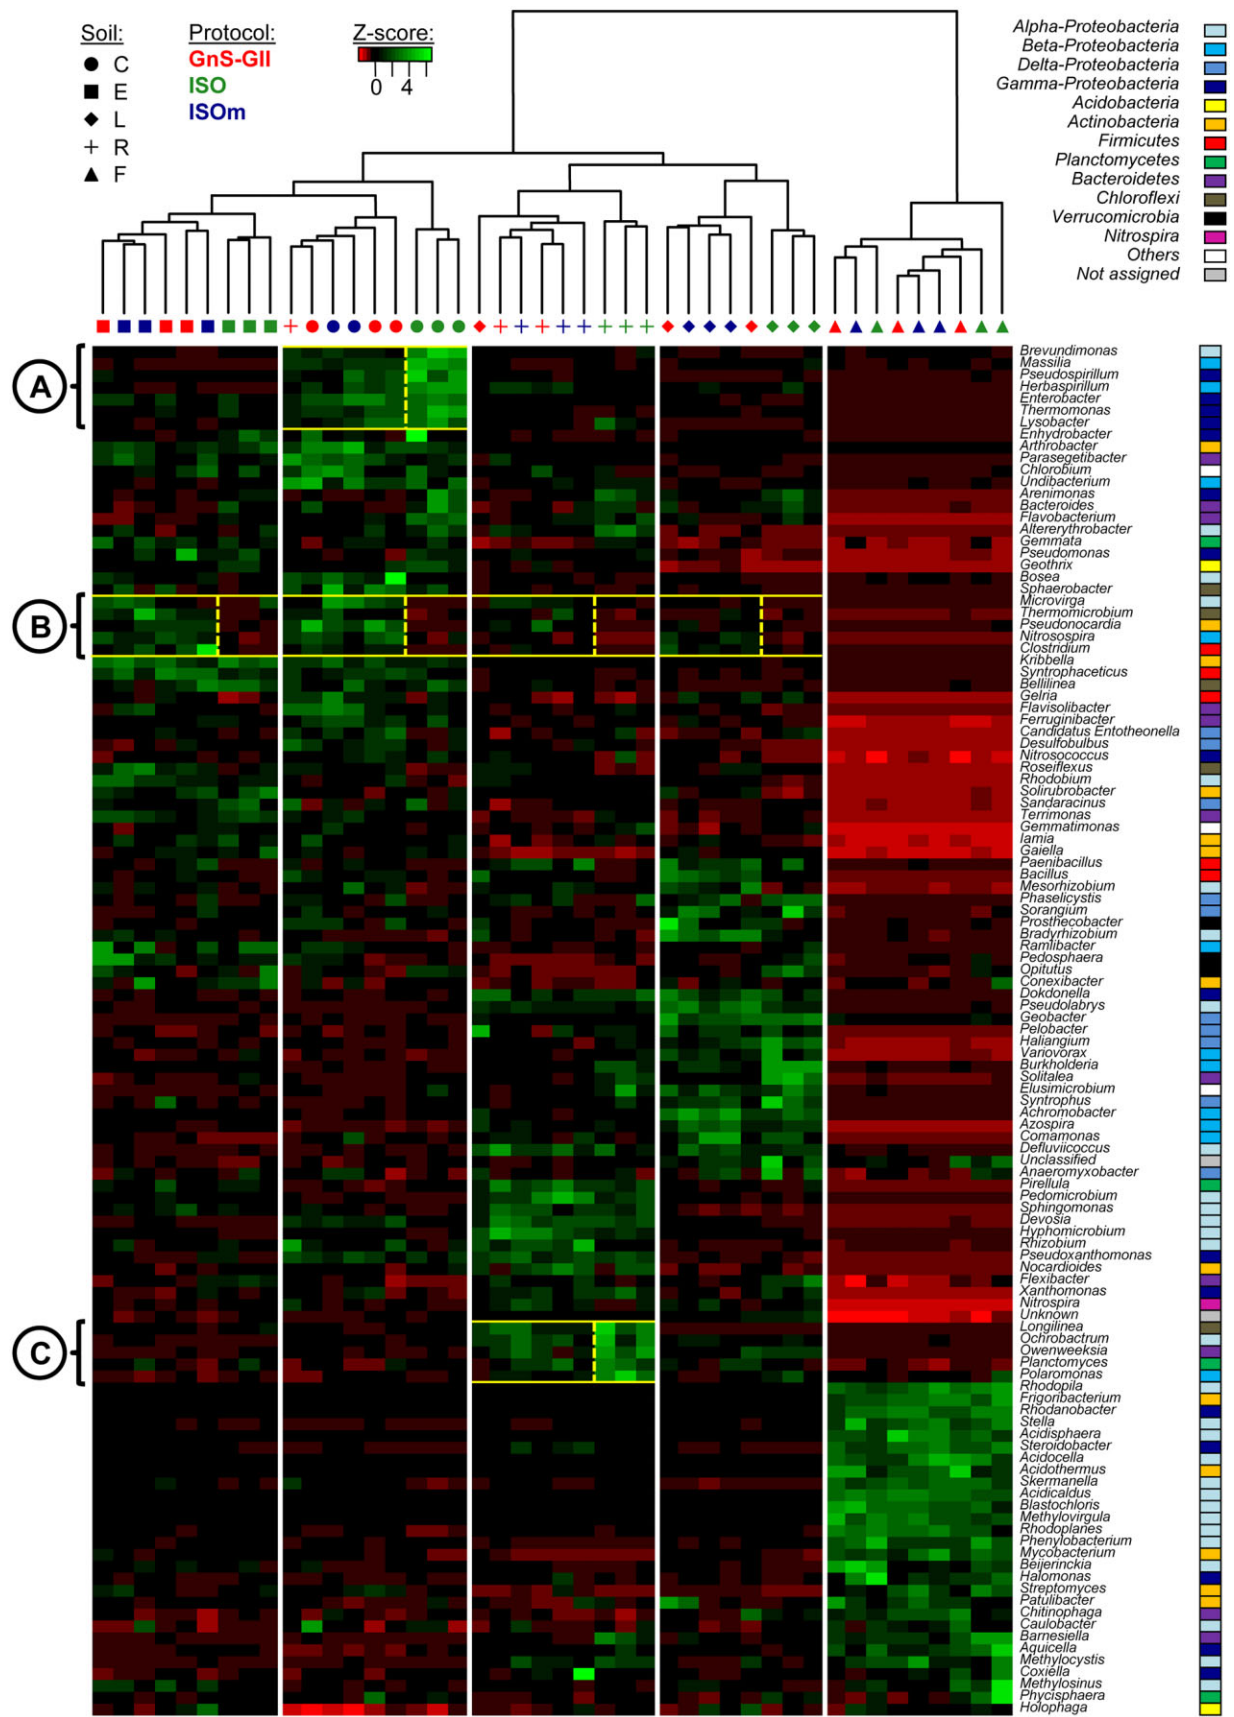 Soil:
C
E
L
R
F
Protocol:
GnS-GII
ISO
ISOm
Z-score:
0 4
Alpha-Proteobacteria
Beta-Proteobacteria
Delta-Proteobacteria
Gamma-Proteobacteria
Acidobacteria
Actinobacteria
Firmicutes
Planctomycetes
Bacteroidetes
Chloroflexi
Verrucomicrobia
Nitrospira
Others
Not assigned
A
B
C
Brevundimonas
Massilia
Pseudospirillum
Herbaspirillum
Enterobacter
Thermomonas
Lysobacter
Enhydrobacter
Arthrobacter
Parasegetibacter
Chlorobium
Undibacterium
Arenimonas
Bacteroides
Flavobacterium
Altererythrobacter
Gemmata
Pseudomonas
Geothrix
Bosea
Sphaerobacter
Microvirga
Thermomicrobium
Pseudonocardia
Nitrosospira
Clostridium
Kribbella
Syntrophaceticus
Bellilinea
Gelria
Flavisolibacter
Ferruginibacter
Candidatus Entotheonella
Desulfobulbus
Nitrosococcus
Roseiflexus
Rhodobium
Solirubrobacter
Sandaracinus
Terrimonas
Gemmatimonas
Iamia
Gaiella
Paenibacillus
Bacillus
Mesorhizobium
Phaselicystis
Sorangium
Prosthecobacter
Bradyrhizobium
Ramlibacter
Pedosphaera
Opitutus
Conexibacter
Dokdonella
Pseudolabrys
Geobacter
Pelobacter
Haliangium
Variovorax
Burkholderia
Solitalea
Elusimicrobium
Syntrophus
Achromobacter
Azospira
Comamonas
Defluviicoccus
Unclassified
Anaeromyxobacter
Pirellula
Pedomicrobium
Sphingomonas
Devosia
Hyphomicrobium
Rhizobium
Pseudoxanthomonas
Nocardioides
Flexibacter
Xanthomonas
Nitrospira
Unknown
Longilinea
Ochrobactrum
Owenweeksia
Planctomyces
Polaromonas
Rhodopila
Frigoribacterium
Rhodanobacter
Stella
Acidisphaera
Steroidobacter
Acidocella
Acidothermus
Skermanella
Acidicaldus
Blastochloris
Methylovirgula
Rhodoplanes
Phenylobacterium
Mycobacterium
Beijerinckia
Halomonas
Streptomyces
Patulibacter
Chitinophaga
Caulobacter
Barnesiella
Aquicella
Methylocystis
Coxiella
Methylosinus
Phycisphaera
Holophaga